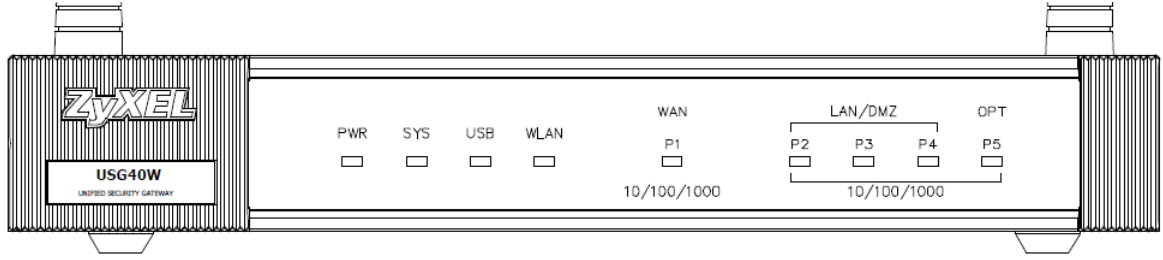 ZyXEL
USG40W
UNIFIED SECURITY GATEWAY
PWR SYS USB WLAN
WAN
P1
10/100/1000
LAN/DMZ OPT
P2 P3 P4 P5
10/100/1000